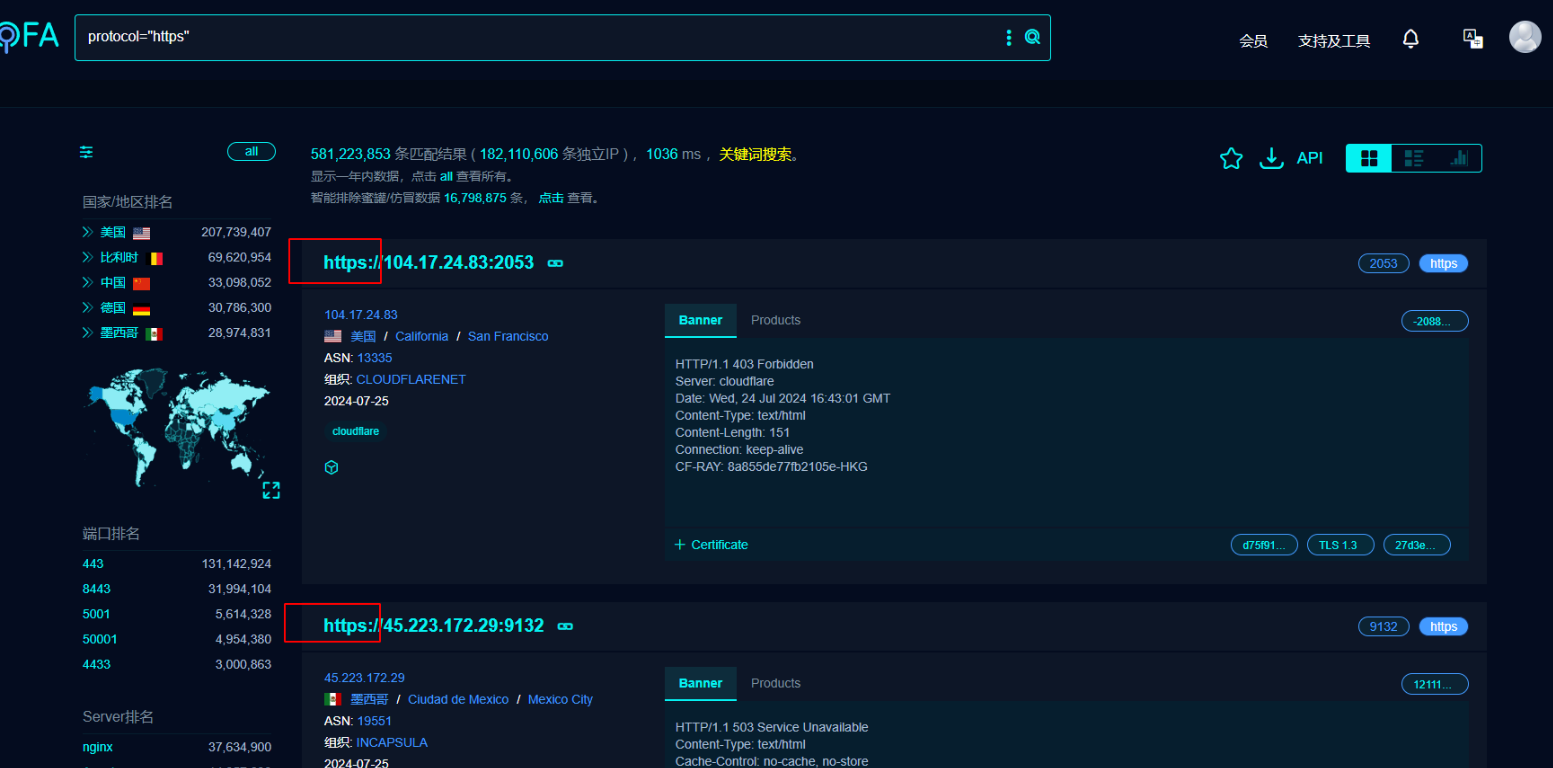 FA
protocol="https"
会员
支持及工具
all
581,223,853 条匹配结果 ( 182,110,606 条独立IP ) ， 1036 ms ， 关键词搜索。
显示一年内数据，点击 all 查看所有。
智能排除蜜罐/仿冒数据 16,798,875 条， 点击 查看。
API
国家/地区排名
美国 207,739,407
比利时 69,620,954
中国 33,098,052
德国 30,786,300
墨西哥 28,974,831
端口排名
443 131,142,924
8443 31,994,104
5001 5,614,328
50001 4,954,380
4433 3,000,863
Server排名
nginx 37,634,900
https://104.17.24.83:2053
2053
https
104.17.24.83
美国 / California / San Francisco
ASN: 13335
组织: CLOUDFLARENET
2024-07-25
cloudflare
Banner
Products
-2088...
HTTP/1.1 403 Forbidden
Server: cloudflare
Date: Wed, 24 Jul 2024 16:43:01 GMT
Content-Type: text/html
Content-Length: 151
Connection: keep-alive
CF-RAY: 8a855de77fb2105e-HKG
+ Certificate
d75f91...
TLS 1.3
27d3e...
https://45.223.172.29:9132
9132
https
45.223.172.29
墨西哥 / Ciudad de Mexico / Mexico City
ASN: 19551
组织: INCAPSULA
2024-07-25
Banner
Products
12111...
HTTP/1.1 503 Service Unavailable
Content-Type: text/html
Cache-Control: no-cache, no-store